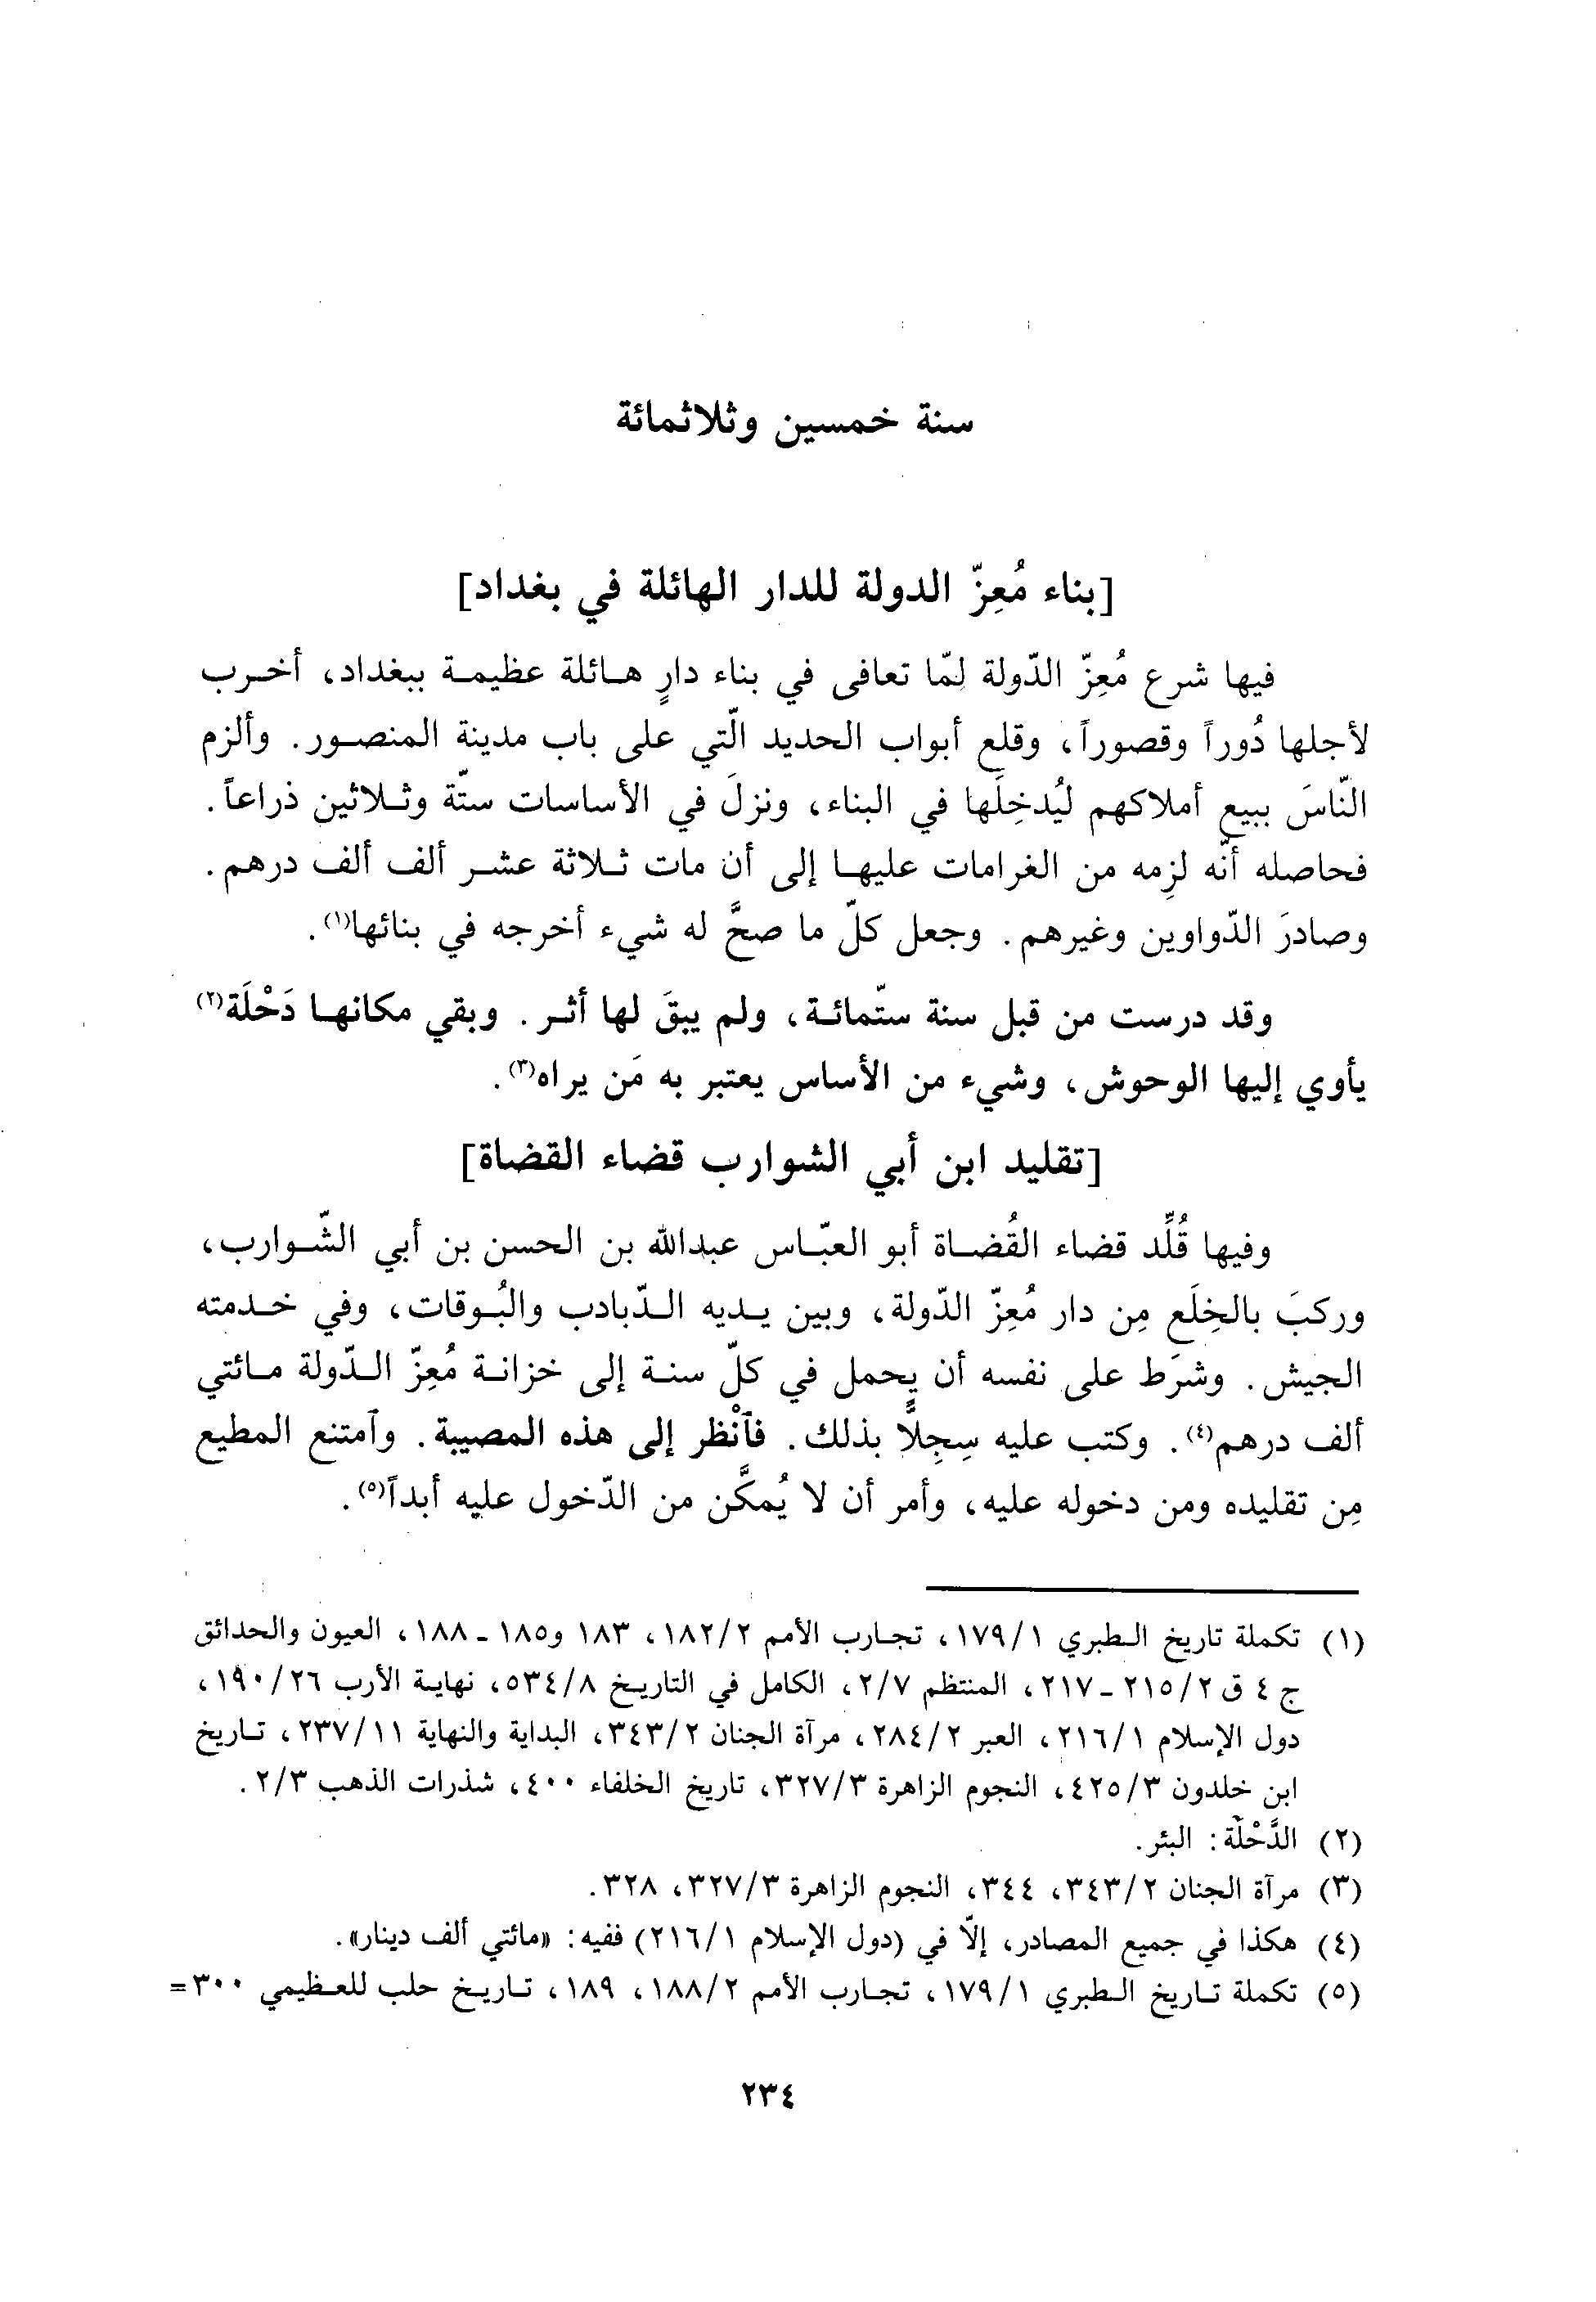 سنة خمسين وثلاثمائة
[بناء مُعِزّ الدولة للدار الهائلة في بغداد]
فيها شرع مُعِزّ الدّولة لمّا تعافى في بناء دارٍ هائلة عظيمة ببغداد، أخرب
لأجلها دُوراً وقصوراً، وقلع أبواب الحديد الّتي على باب مدينة المنصور. وألزم
النّاسَ ببيع أملاكهم ليُدخِلَها في البناء، ونزلَ في الأساسات ستّة وثلاثين ذراعاً.
فحاصله أنّه لزِمه من الغرامات عليها إلى أن مات ثلاثة عشر ألف ألف درهم.
وصادرَ الدّواوين وغيرهم. وجعل كلّ ما صحَّ له شيء أخرجه في بنائها(١).
وقد درست من قبل سنة ستّمائة، ولم يبقَ لها أثر. وبقي مكانها دَحْلَة(٢)
يأوي إليها الوحوش، وشيء من الأساس يعتبر به مَن يراه(٣).
[تقليد ابن أبي الشوارب قضاء القضاة]
وفيها قُلِّد قضاء القُضاة أبو العبّاس عبدالله بن الحسن بن أبي الشّوارب،
وركبَ بالخِلَع مِن دار مُعِزّ الدّولة، وبين يديه الدّبادب والبُوقات، وفي خدمته
الجيش. وشرَط على نفسه أن يحمل في كلّ سنة إلى خزانة مُعِزّ الدّولة مائتي
ألف درهم(٤). وكتب عليه سِجِلًّا بذلك. فٱنْظر إلى هذه المصيبة. وٱمتنع المطيع
مِن تقليده ومن دخوله عليه، وأمر أن لا يُمكَّن من الدّخول عليه أبداً(٥).
(١) تكملة تاريخ الطبري ١/١٧٩، تجارب الأمم ٢/١٨٢، ١٨٣ و١٨٥ - ١٨٨، العيون والحدائق
ج ٤ ق ٢/٢١٥ - ٢١٧، المنتظم ٢/٧، الكامل في التاريخ ٨/٥٣٤، نهاية الأرب ٢٦/١٩٠،
دول الإسلام ١/٢١٦، العبر ٢/٢٨٤، مرآة الجنان ٢/٣٤٣، البداية والنهاية ١١/٢٣٧، تاريخ
ابن خلدون ٣/٤٢٥، النجوم الزاهرة ٣/٣٢٧، تاريخ الخلفاء ٤٠٠، شذرات الذهب ٢/٣.
(٢) الدَّحْلَة: البئر.
(٣) مرآة الجنان ٢/٣٤٣، ٣٤٤، النجوم الزاهرة ٣/٣٢٧، ٣٢٨.
(٤) هكذا في جميع المصادر، إلّا في (دول الإسلام ١/٢١٦) ففيه: «مائتي ألف دينار».
(٥) تكملة تاريخ الطبري ١/١٧٩، تجارب الأمم ٢/١٨٨، ١٨٩، تاريخ حلب للعظيمي ٣٠٠=
٢٣٤